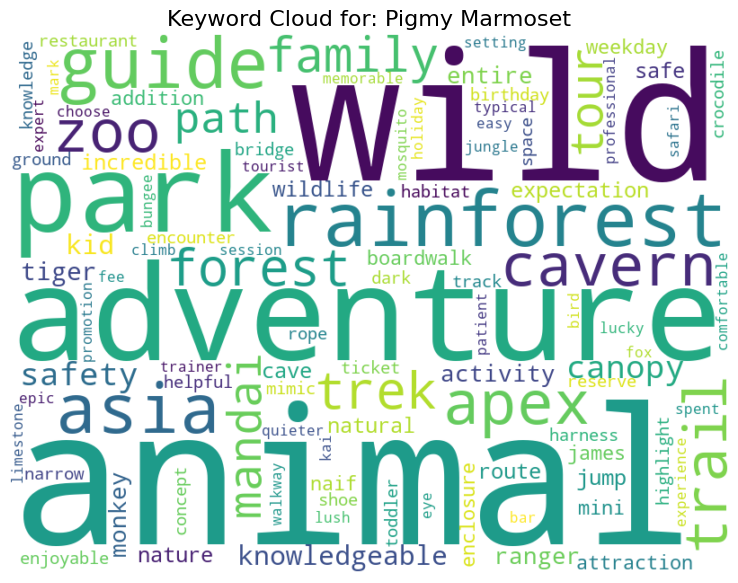 Keyword Cloud for: Pigmy Marmoset
restaurant
knowledge
mark
guide
family
setting
weekday
entire
safe
tour
crocodile
expert
choose
addition
memorable
birthday
typical
easy
space
professional
safari
zoo
path
wild
mosquito
holiday
jungle
ground
incredible
bridge
tourist
park
bungee
wildlife
habitat
expectation
rainforest
kid
encounter
climb
session
boardwalk
cavern
tiger
fee
forest
dark
track
promotion
adventure
rope
patient
bird
lucky
comfortable
fox
safety
trainer
helpful
cave
ticket
activity
canopy
reserve
epic
asia
mandai
mimic
trek
apex
trail
spent
limestone
natural
quieter
kai
harness
james
highlight
experience
narrow
monkey
concept
animal
walkway
naif
shoe
lush
toddler
eye
enclosure
route
jump
mini
bar
enjoyable
nature
knowledgeable
ranger
attraction